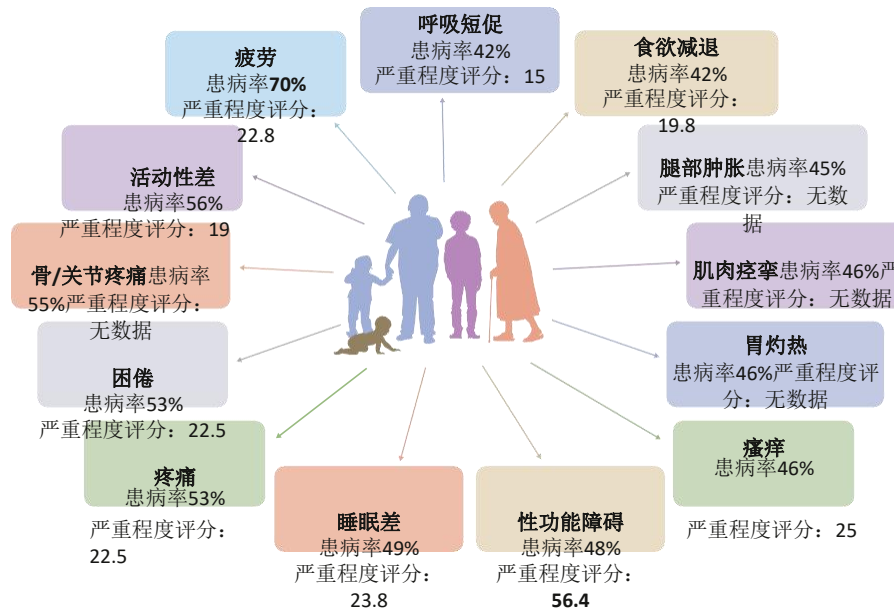 呼吸短促
患病率42%
严重程度评分：15
食欲减退
患病率42%
严重程度评分：
19.8
腿部肿胀患病率45%
严重程度评分：无数
据
肌肉痉挛患病率46%严
重程度评分：无数据
胃灼热
患病率46%严重程度评
分：无数据
瘙痒
患病率46%
严重程度评分：25
性功能障碍
患病率48%
严重程度评分：
56.4
睡眠差
患病率49%
严重程度评分：
23.8
疼痛
患病率53%
严重程度评分：
22.5
困倦
患病率53%
严重程度评分：22.5
骨/关节疼痛患病率
55%严重程度评分：
无数据
活动性差
患病率56%
严重程度评分：19
疲劳
患病率70%
严重程度评分：
22.8